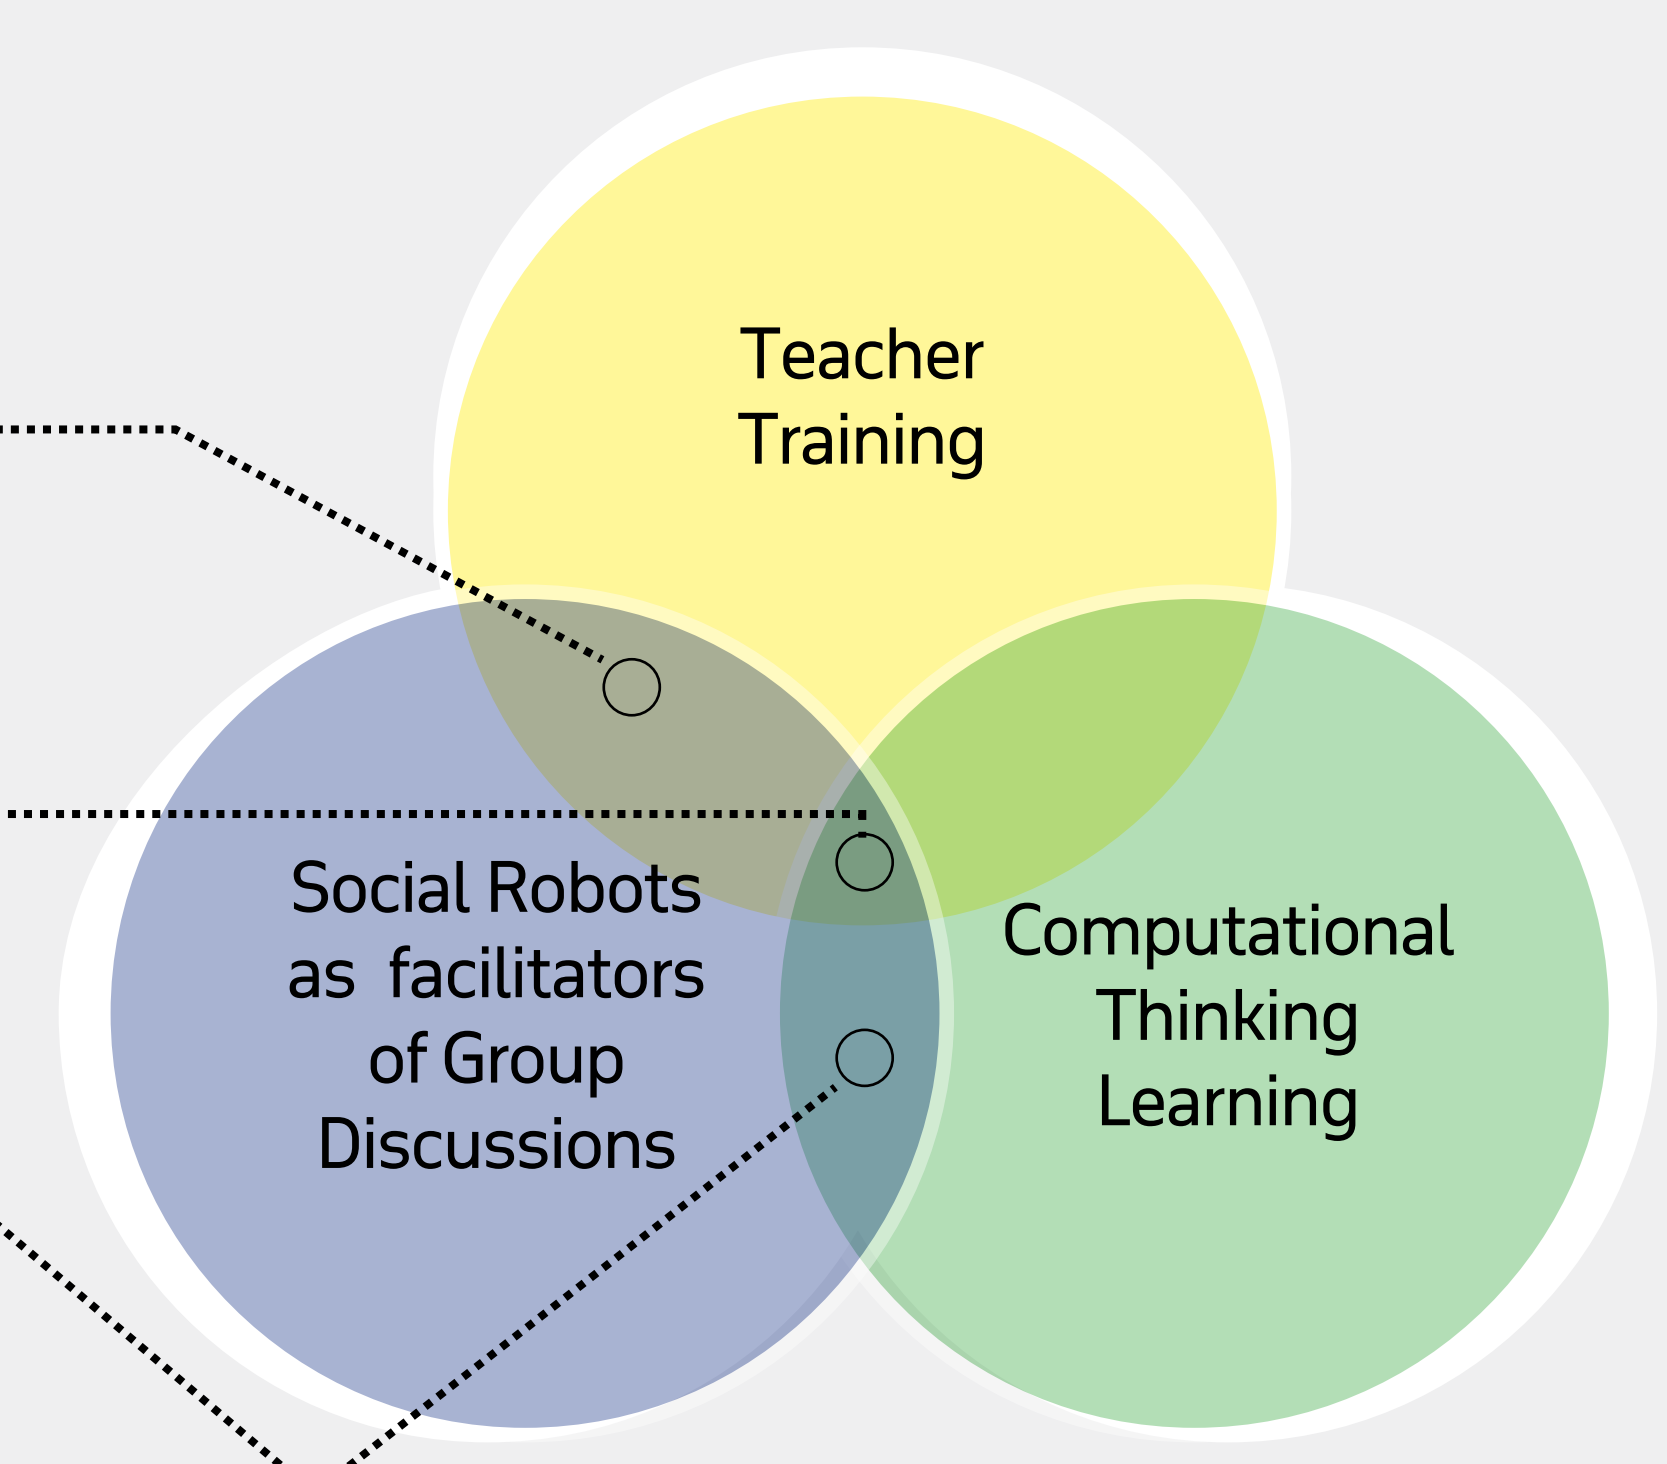 Teacher
Training
Social Robots
as facilitators
of Group
Discussions
Computational
Thinking
Learning